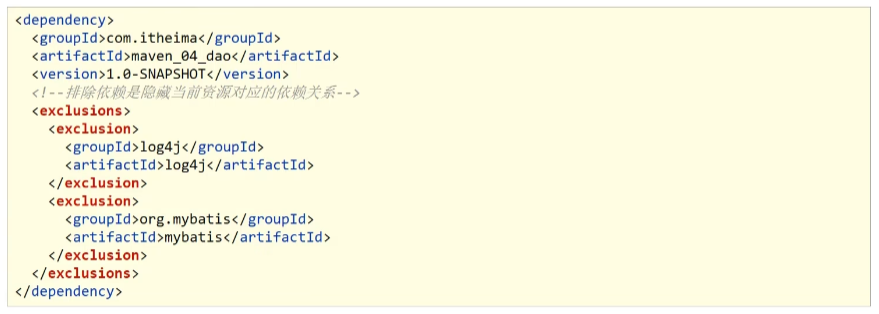 <dependency>
<groupId>com.itheima</groupId>
<artifactId>maven_04_dao</artifactId>
<version>1.0-SNAPSHOT</version>
<!--排除依赖是隐藏当前资源对应的依赖关系-->
<exclusions>
<exclusion>
<groupId>log4j</groupId>
<artifactId>log4j</artifactId>
</exclusion>
<exclusion>
<groupId>org.mybatis</groupId>
<artifactId>mybatis</artifactId>
</exclusion>
</exclusions>
</dependency>